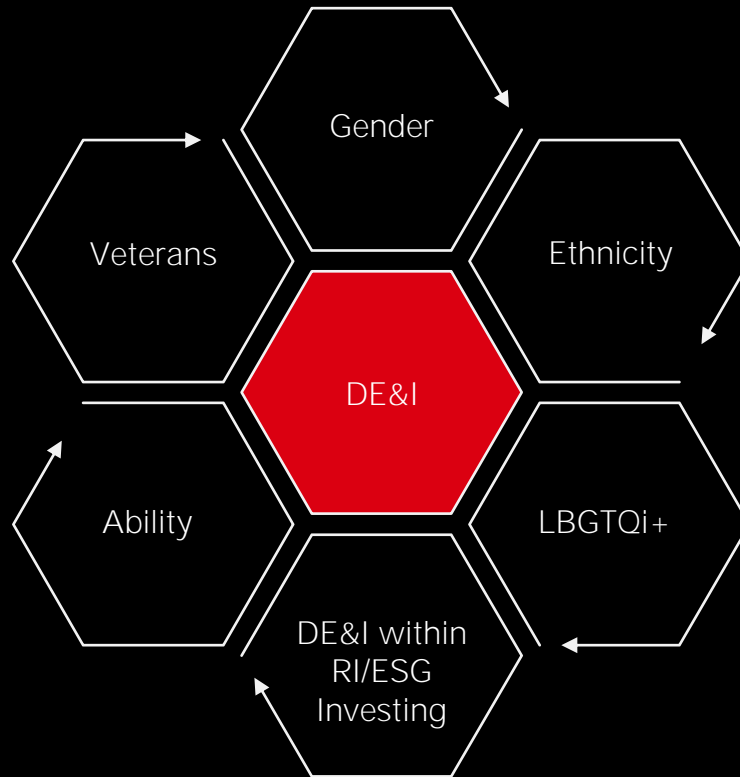 Gender
Veterans
Ethnicity
DE&I
Ability
LBGTQi+
DE&I within
RI/ESG
Investing